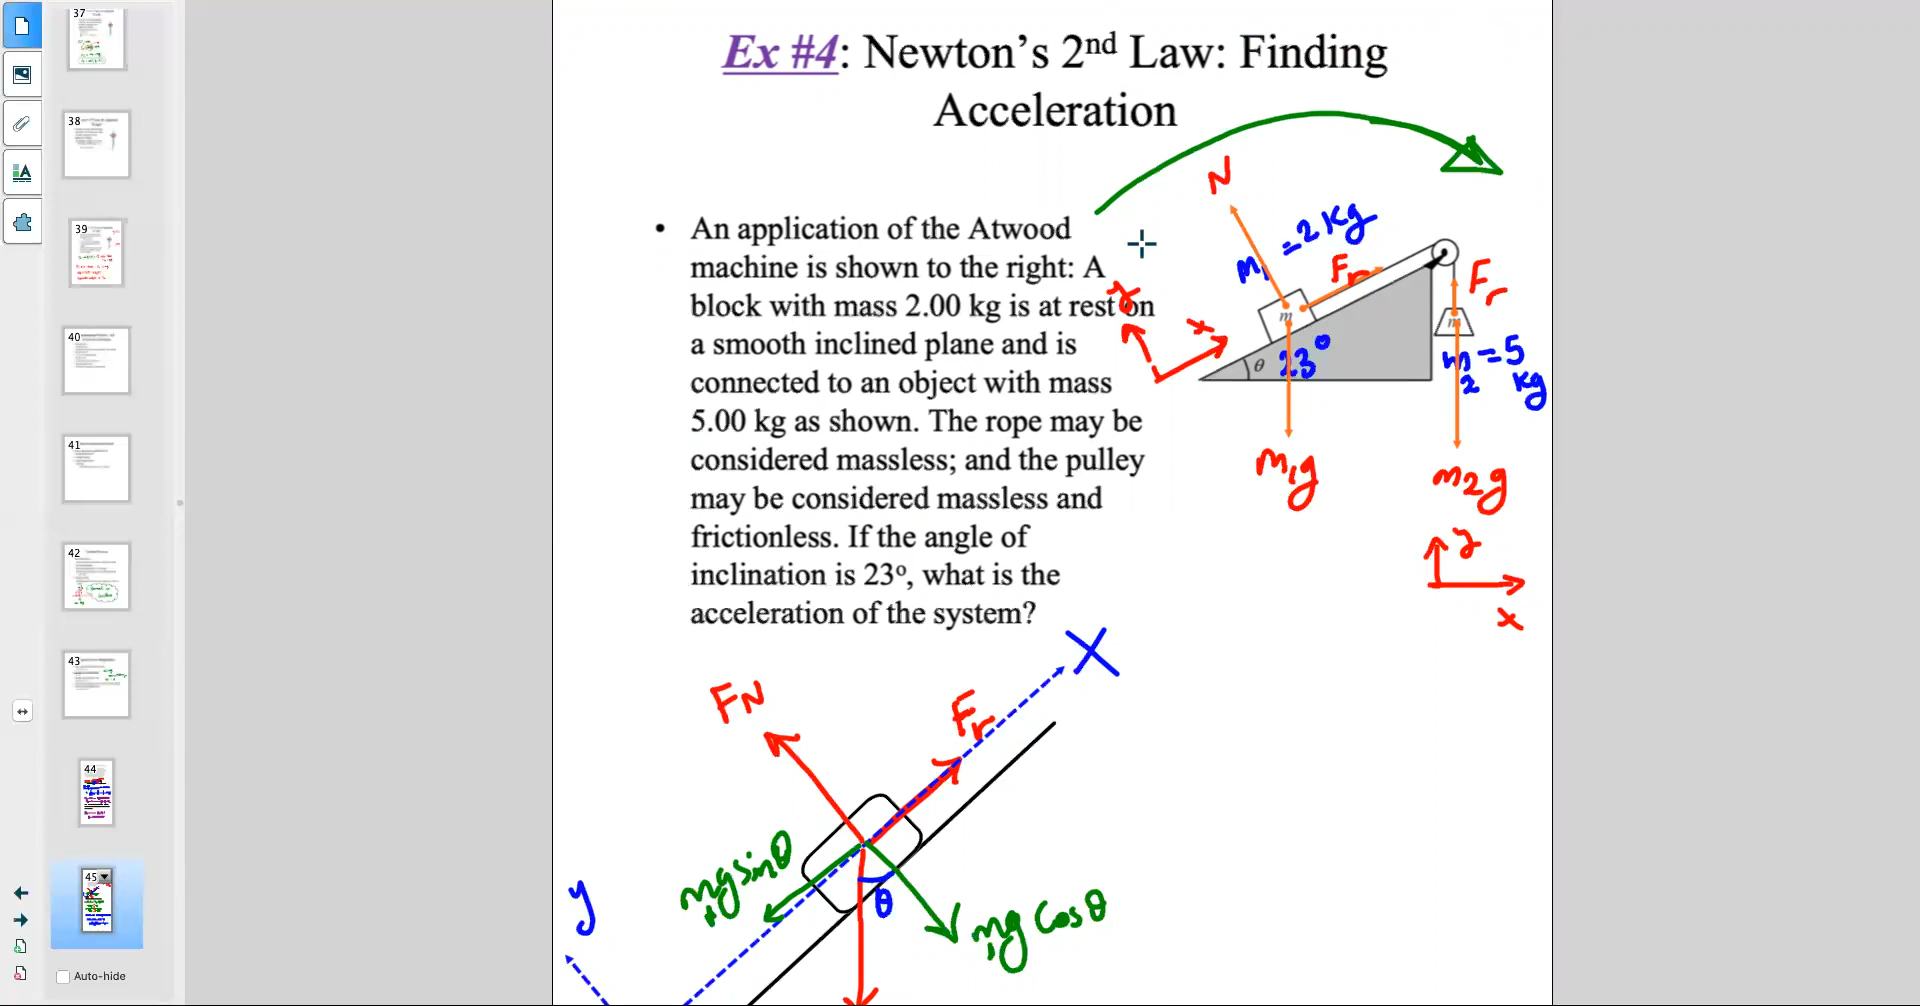 37
38
39
40
41
42
43
44
45
Auto-hide
Ex #4: Newton's 2nd Law: Finding
Acceleration
• An application of the Atwood
machine is shown to the right: A
block with mass 2.00 kg is at rest on
a smooth inclined plane and is
connected to an object with mass
5.00 kg as shown. The rope may be
considered massless; and the pulley
may be considered massless and
frictionless. If the angle of
inclination is 23º, what is the
acceleration of the system?
N
m1 = 2 kg
Fr
Fr
y
x
m
m
θ
23°
m2 = 5
kg
m1g
m2g
y
x
X
FN
Fr
m1g sinθ
θ
m1g cosθ
y